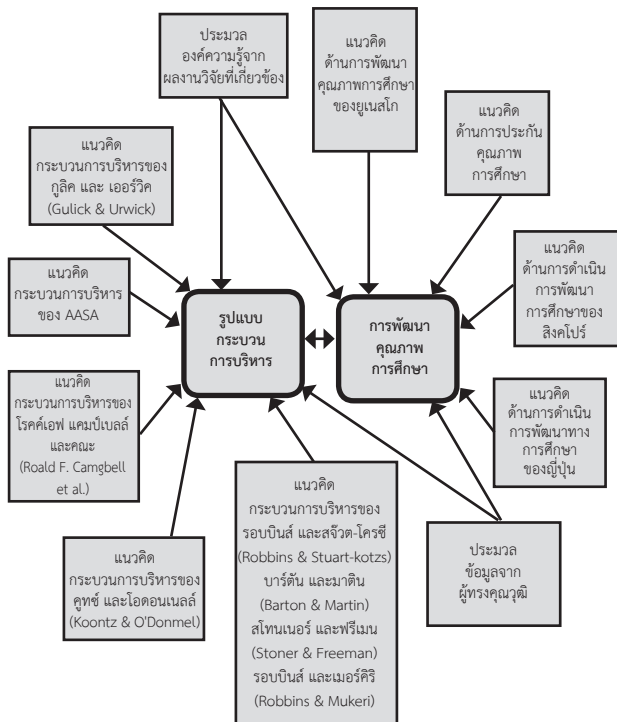 ประมวล
องค์ความรู้จาก
ผลงานวิจัยที่เกี่ยวข้อง
แนวคิด
ด้านการพัฒนา
คุณภาพการศึกษา
ของยูเนสโก
แนวคิด
ด้านการประกัน
คุณภาพ
การศึกษา
แนวคิด
กระบวนการบริหารของ
กูลิค และ เออร์วิค
(Gulick & Urwick)
แนวคิด
ด้านการดำเนิน
การพัฒนา
การศึกษาของ
สิงคโปร์
แนวคิด
กระบวนการบริหาร
ของ AASA
รูปแบบ
กระบวน
การบริหาร
การพัฒนา
คุณภาพ
การศึกษา
แนวคิด
กระบวนการบริหารของ
โรคค์เอฟ แคมป์เบลล์
และคณะ
(Roald F. Camgbell
et al.)
แนวคิด
ด้านการดำเนิน
การพัฒนาทาง
การศึกษา
ของญี่ปุ่น
แนวคิด
กระบวนการบริหารของ
รอบบินส์ และสจ๊วต-โครซี
(Robbins & Stuart-kotzs)
บาร์ตัน และมาติน
(Barton & Martin)
สโทนเนอร์ และฟรีเมน
(Stoner & Freeman)
รอบบินส์ และเมอร์คิริ
(Robbins & Mukeri)
แนวคิด
กระบวนการบริหารของ
คูทซ์ และโอดอนเนลล์
(Koontz & O'Donmel)
ประมวล
ข้อมูลจาก
ผู้ทรงคุณวุฒิ